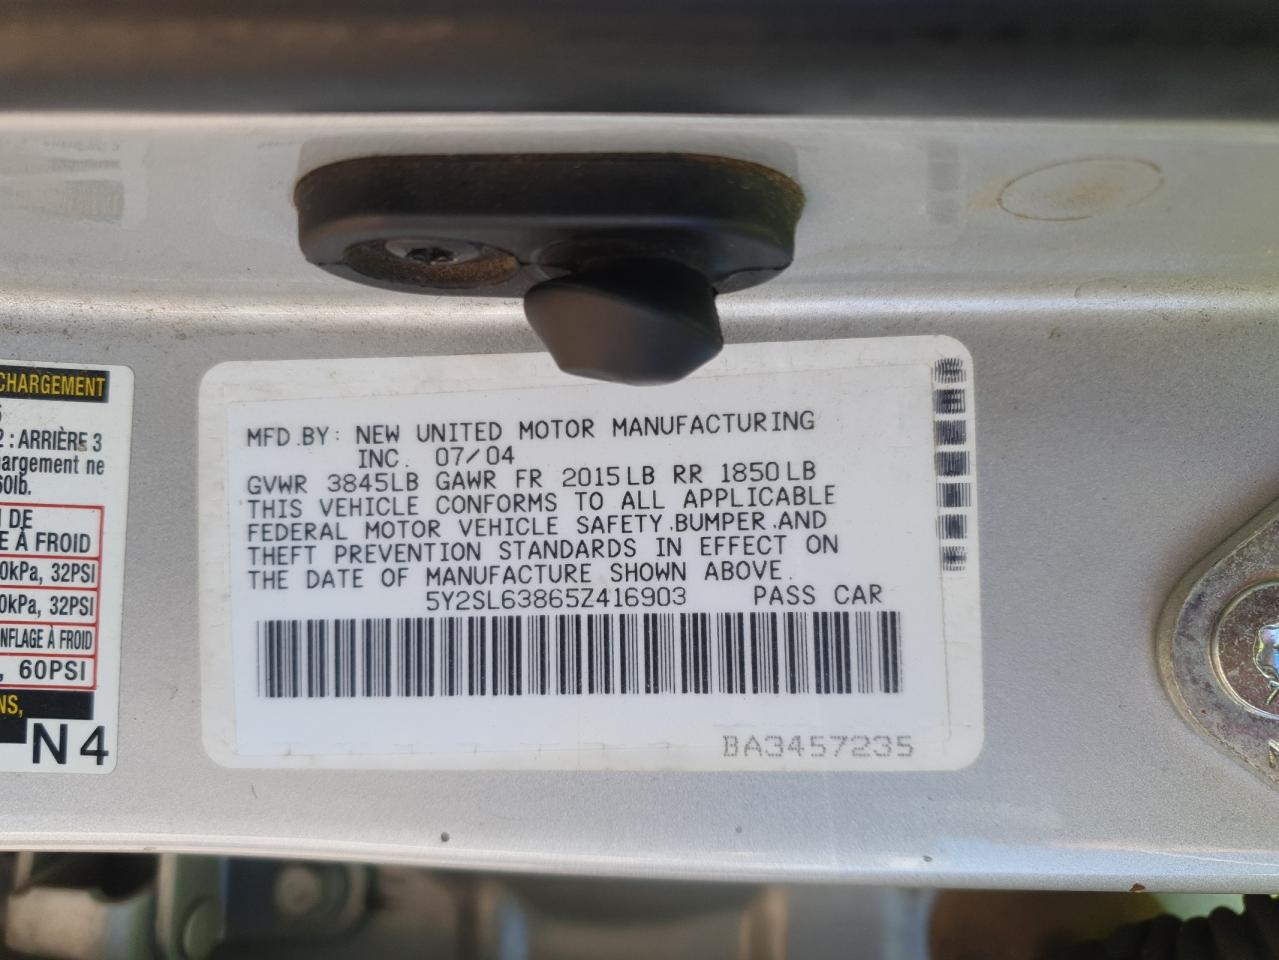 CHARGEMENT
2 : ARRIÈRE 3
argement ne
60lb.
DE
E À FROID
0kPa, 32PSI
0kPa, 32PSI
NFLAGE À FROID
, 60PSI
NS,
N4
MFD.BY: NEW UNITED MOTOR MANUFACTURING
INC. 07/04
GVWR 3845LB GAWR FR 2015LB RR 1850LB
THIS VEHICLE CONFORMS TO ALL APPLICABLE
FEDERAL MOTOR VEHICLE SAFETY.BUMPER.AND
THEFT PREVENTION STANDARDS IN EFFECT ON
THE DATE OF MANUFACTURE SHOWN ABOVE.
5Y2SL63865Z416903 PASS CAR
BA3457235